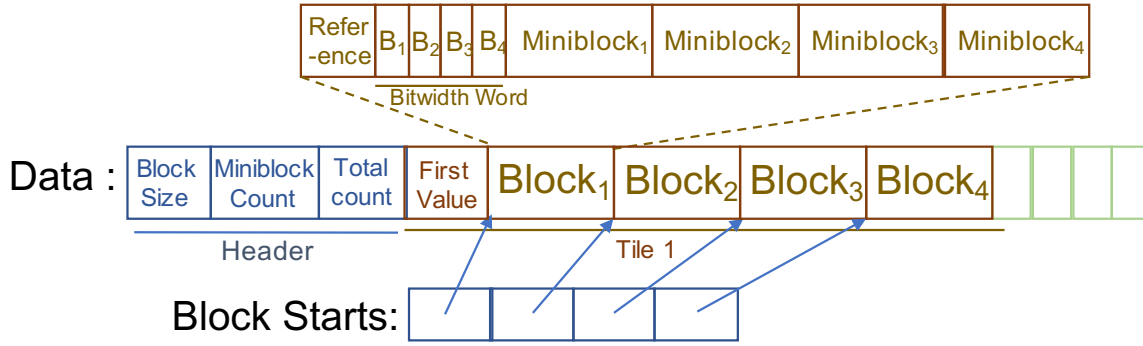 Refer
-ence
B₁ B₂ B₃ B₄ Miniblock₁ Miniblock₂ Miniblock₃ Miniblock₄
Bitwidth Word
Data :
Block
Size
Miniblock
Count
Total
count
First
Value
Block₁ Block₂ Block₃ Block₄
Header
Tile 1
Block Starts: